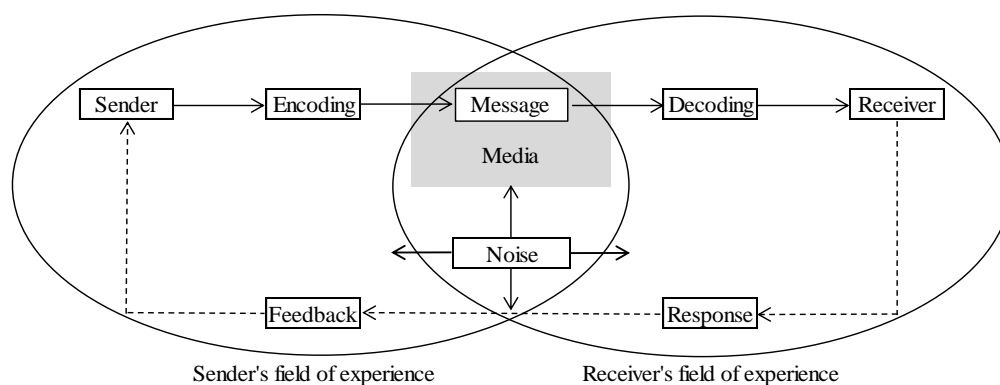 Sender Encoding Message Decoding Receiver
Media
Noise
Feedback Response
Sender's field of experience Receiver's field of experience